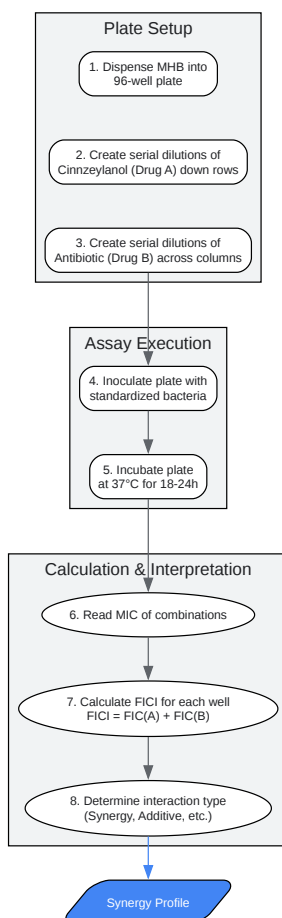 Plate Setup
1. Dispense MHB into
96-well plate
2. Create serial dilutions of
Cinnzeylanol (Drug A) down rows
3. Create serial dilutions of
Antibiotic (Drug B) across columns
Assay Execution
4. Inoculate plate with
standardized bacteria
5. Incubate plate
at 37°C for 18-24h
Calculation & Interpretation
6. Read MIC of combinations
7. Calculate FICI for each well
FICI = FIC(A) + FIC(B)
8. Determine interaction type
(Synergy, Additive, etc.)
Synergy Profile